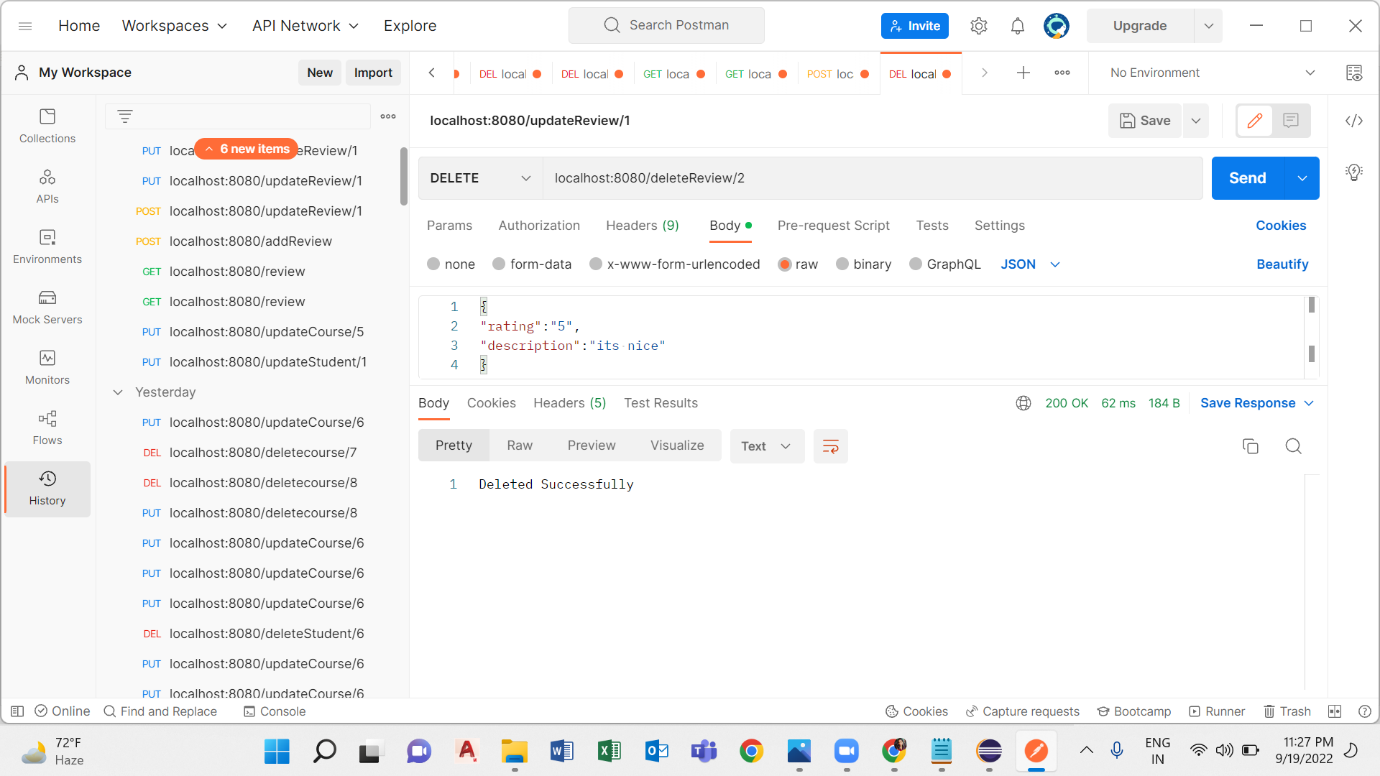 Home Workspaces API Network Explore Search Postman Invite Upgrade
My Workspace New Import DEL local DEL local GET loca GET loca POST loc DEL local No Environment
Collections
APIs
Environments
Mock Servers
Monitors
Flows
History
6 new items
PUT loca eReview/1
PUT localhost:8080/updateReview/1
POST localhost:8080/updateReview/1
POST localhost:8080/addReview
GET localhost:8080/review
GET localhost:8080/review
PUT localhost:8080/updateCourse/5
PUT localhost:8080/updateStudent/1
Yesterday
PUT localhost:8080/updateCourse/6
DEL localhost:8080/deletecourse/7
DEL localhost:8080/deletecourse/8
PUT localhost:8080/deletecourse/8
PUT localhost:8080/updateCourse/6
PUT localhost:8080/updateCourse/6
PUT localhost:8080/updateCourse/6
DEL localhost:8080/deleteStudent/6
PUT localhost:8080/updateCourse/6
PUT localhost:8080/updateCourse/6
localhost:8080/updateReview/1 Save
DELETE localhost:8080/deleteReview/2 Send
Params Authorization Headers (9) Body Pre-request Script Tests Settings Cookies
none form-data x-www-form-urlencoded raw binary GraphQL JSON Beautify
1 {
2 "rating":"5",
3 "description":"its nice"
4 }
Body Cookies Headers (5) Test Results 200 OK 62 ms 184 B Save Response
Pretty Raw Preview Visualize Text
1 Deleted Successfully
Online Find and Replace Console Cookies Capture requests Bootcamp Runner Trash
72°F
Haze
ENG
IN
11:27 PM
9/19/2022